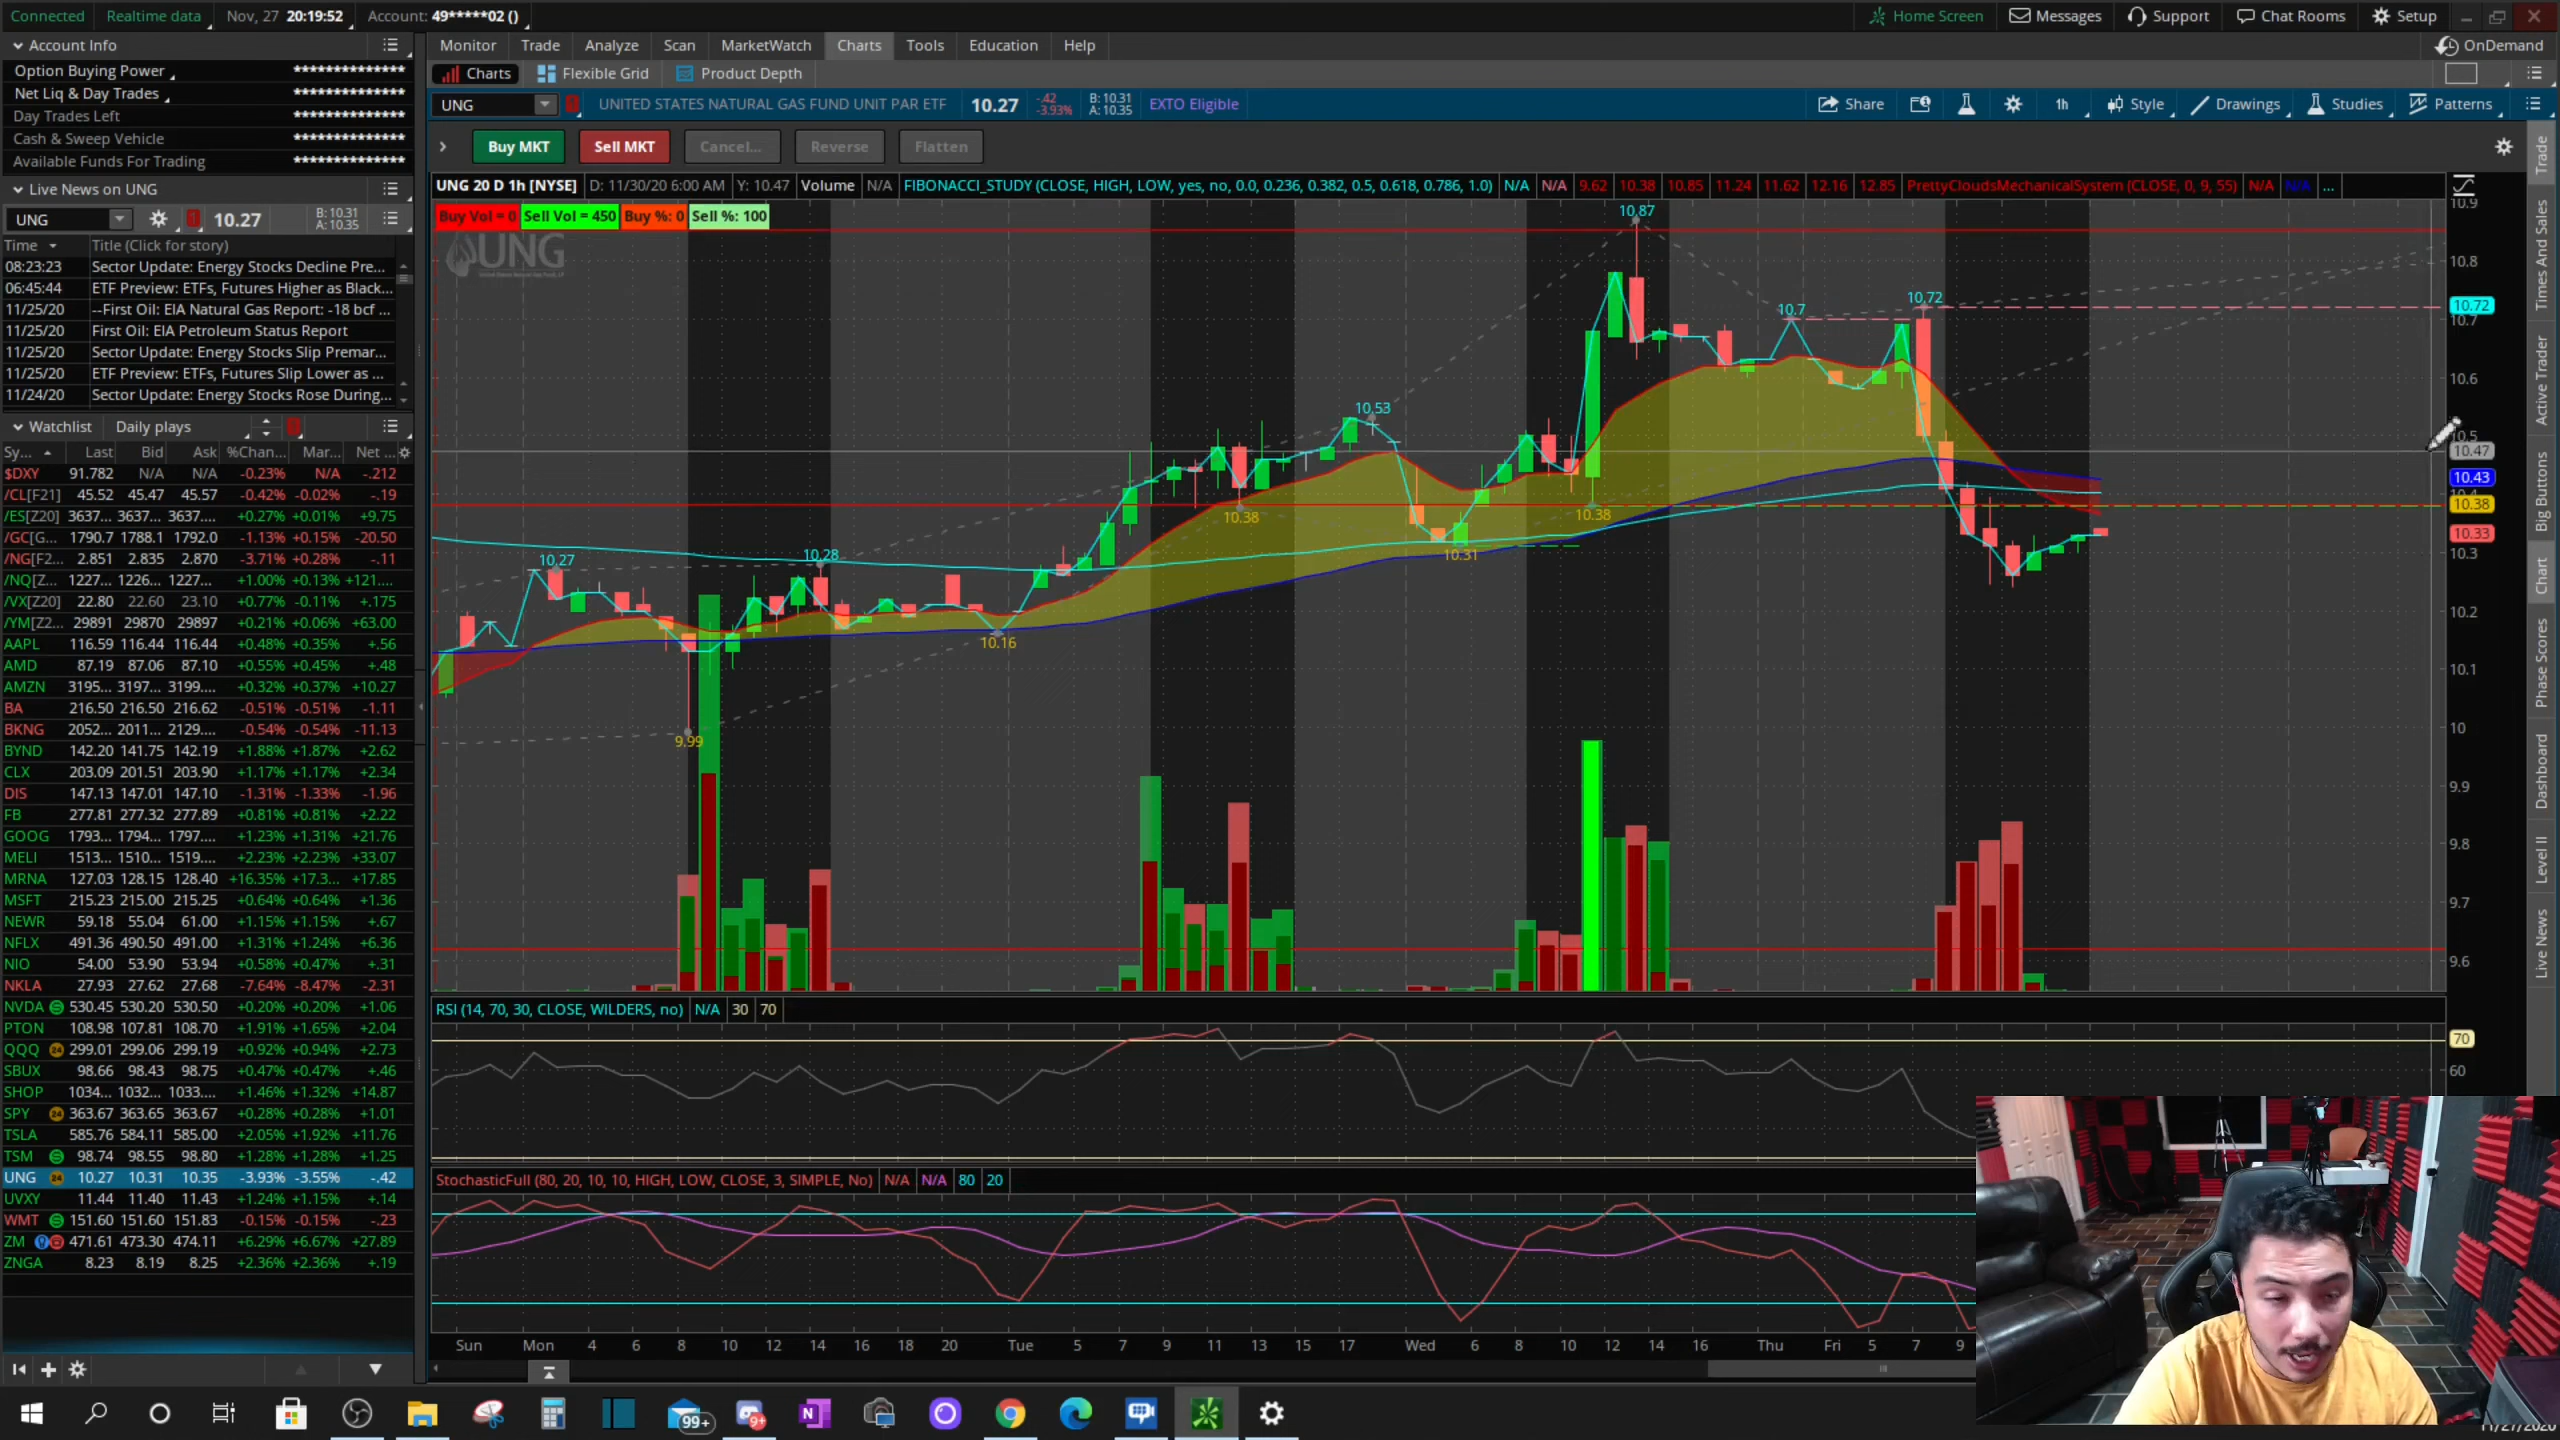 Connected Realtime data Nov, 27 20:19:52 Account: 49*****02 () Home Screen Messages Support Chat Rooms Setup
Account Info
Option Buying Power **************
Net Liq & Day Trades **************
Day Trades Left **************
Cash & Sweep Vehicle **************
Available Funds For Trading **************
Live News on UNG
UNG 10.27 B: 10.31 A: 10.35
Time Title (Click for story)
08:23:23 Sector Update: Energy Stocks Decline Pre...
06:45:44 ETF Preview: ETFs, Futures Higher as Black...
11/25/20 --First Oil: EIA Natural Gas Report: -18 bcf ...
11/25/20 First Oil: EIA Petroleum Status Report
11/25/20 Sector Update: Energy Stocks Slip Premar...
11/25/20 ETF Preview: ETFs, Futures Slip Lower as ...
11/24/20 Sector Update: Energy Stocks Rose During...
Watchlist Daily plays
Sy... Last Bid Ask %Chan... Mar... Net ...
$DXY 91.782 N/A N/A -0.23% N/A -.212
/CL[F21] 45.52 45.47 45.57 -0.42% -0.02% -.19
/ES[Z20] 3637... 3637... 3637.... +0.27% +0.01% +9.75
/GC[G... 1790.7 1788.1 1792.0 -1.13% +0.15% -20.50
/NG[F2... 2.851 2.835 2.870 -3.71% +0.28% -.11
/NQ[Z... 1227... 1226... 1227... +1.00% +0.13% +121....
/VX[Z20] 22.80 22.60 23.10 +0.77% -0.11% +.175
/YM[Z2... 29891 29870 29897 +0.21% +0.06% +63.00
AAPL 116.59 116.44 116.44 +0.48% +0.35% +.56
AMD 87.19 87.06 87.10 +0.55% +0.45% +.48
AMZN 3195... 3197... 3199.... +0.32% +0.37% +10.27
BA 216.50 216.50 216.62 -0.51% -0.51% -1.11
BKNG 2052... 2011... 2129.... -0.54% -0.54% -11.13
BYND 142.20 141.75 142.19 +1.88% +1.87% +2.62
CLX 203.09 201.51 203.90 +1.17% +1.17% +2.34
DIS 147.13 147.01 147.10 -1.31% -1.33% -1.96
FB 277.81 277.32 277.89 +0.81% +0.81% +2.22
GOOG 1793... 1794... 1797.... +1.23% +1.31% +21.76
MELI 1513... 1510... 1519.... +2.23% +2.23% +33.07
MRNA 127.03 128.15 128.40 +16.35% +17.3... +17.85
MSFT 215.23 215.00 215.25 +0.64% +0.64% +1.36
NEWR 59.18 55.04 61.00 +1.15% +1.15% +.67
NFLX 491.36 490.50 491.00 +1.31% +1.24% +6.36
NIO 54.00 53.90 53.94 +0.58% +0.47% +.31
NKLA 27.93 27.62 27.68 -7.64% -8.47% -2.31
NVDA 530.45 530.20 530.50 +0.20% +0.20% +1.06
PTON 108.98 107.81 108.70 +1.91% +1.65% +2.04
QQQ 24 299.01 299.06 299.19 +0.92% +0.94% +2.73
SBUX 98.66 98.43 98.75 +0.47% +0.47% +.46
SHOP 1034... 1032... 1033.... +1.46% +1.32% +14.87
SPY 24 363.67 363.65 363.67 +0.28% +0.28% +1.01
TSLA 585.76 584.11 585.00 +2.05% +1.92% +11.76
TSM 98.74 98.55 98.80 +1.28% +1.28% +1.25
UNG 24 10.27 10.31 10.35 -3.93% -3.55% -.42
UVXY 11.44 11.40 11.43 +1.24% +1.15% +.14
WMT 151.60 151.60 151.83 -0.15% -0.15% -.23
ZM 471.61 473.30 474.11 +6.29% +6.67% +27.89
ZNGA 8.23 8.19 8.25 +2.36% +2.36% +.19
Monitor Trade Analyze Scan MarketWatch Charts Tools Education Help OnDemand
Charts Flexible Grid Product Depth
UNG UNITED STATES NATURAL GAS FUND UNIT PAR ETF 10.27 -.42 -3.93% B: 10.31 A: 10.35 EXTO Eligible Share 1h Style Drawings Studies Patterns
Buy MKT Sell MKT Cancel... Reverse Flatten
UNG 20 D 1h [NYSE] D: 11/30/20 6:00 AM Y: 10.47 Volume N/A FIBONACCI_STUDY (CLOSE, HIGH, LOW, yes, no, 0.0, 0.236, 0.382, 0.5, 0.618, 0.786, 1.0) N/A N/A 9.62 10.38 10.85 11.24 11.62 12.16 12.85 PrettyCloudsMechanicalSystem (CLOSE, 0, 9, 55) N/A N/A ...
Buy Vol = 0 Sell Vol = 450 Buy %: 0 Sell %: 100
UNG
10.87
10.72
10.7
10.53
10.38
10.38
10.31
10.28
10.27
10.16
9.99
10.9
10.8
10.72
10.7
10.6
10.5
10.47
10.43
10.38
10.33
10.3
10.2
10.1
10
9.9
9.8
9.7
9.6
RSI (14, 70, 30, CLOSE, WILDERS, no) N/A 30 70
70
60
StochasticFull (80, 20, 10, 10, HIGH, LOW, CLOSE, 3, SIMPLE, No) N/A N/A 80 20
Sun Mon 4 6 8 10 12 14 16 18 20 Tue 5 7 9 11 13 15 17 Wed 6 8 10 12 14 16 Thu Fri 5 7 9
Trade
Times And Sales
Active Trader
Big Buttons
Chart
Phase Scores
Dashboard
Level II
Live News
99+
9+